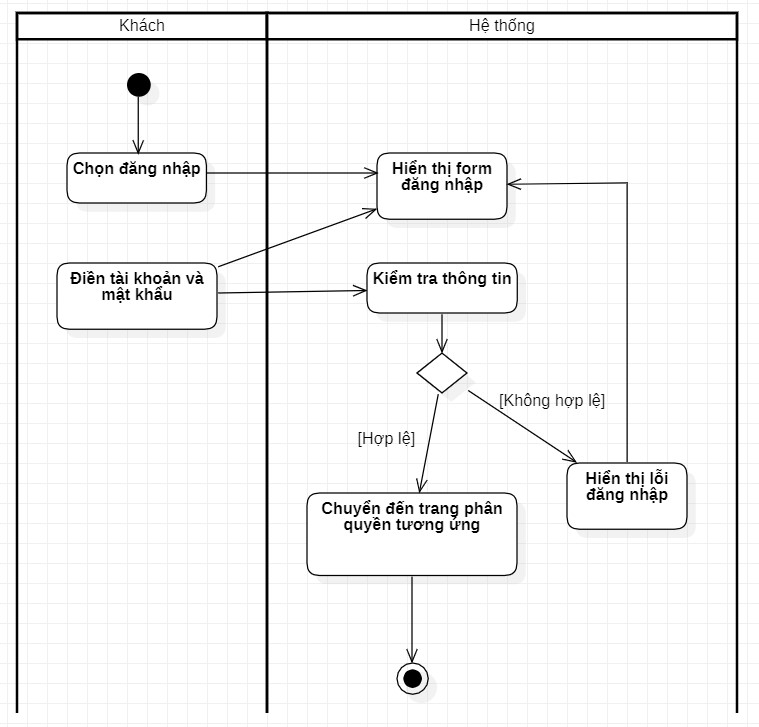 Khách
Hệ thống
Chọn đăng nhập
Hiển thị form
đăng nhập
Điền tài khoản và
mật khẩu
Kiểm tra thông tin
[Không hợp lệ]
[Hợp lệ]
Hiển thị lỗi
đăng nhập
Chuyển đến trang phân
quyền tương ứng